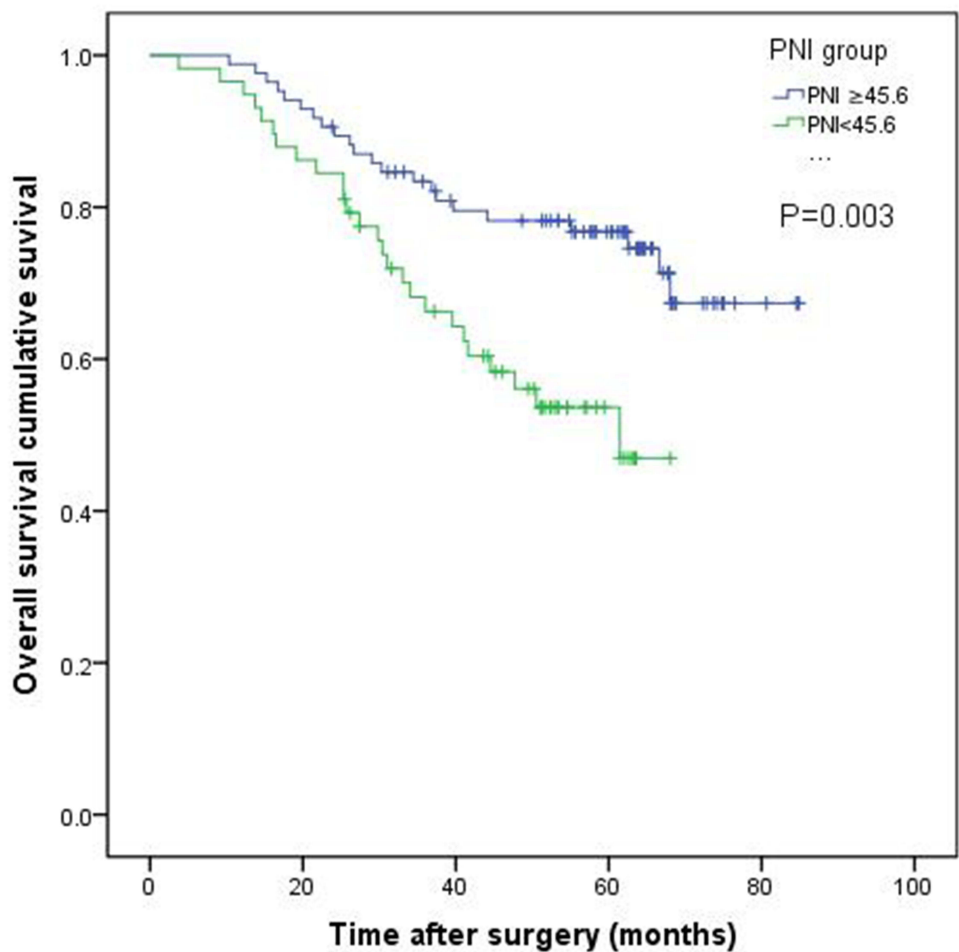 PNI group
PNI ≥45.6
PNI<45.6
...
P=0.003
Overall survival cumulative suvival
1.0
0.8
0.6
0.4
0.2
0.0
0 20 40 60 80 100
Time after surgery (months)